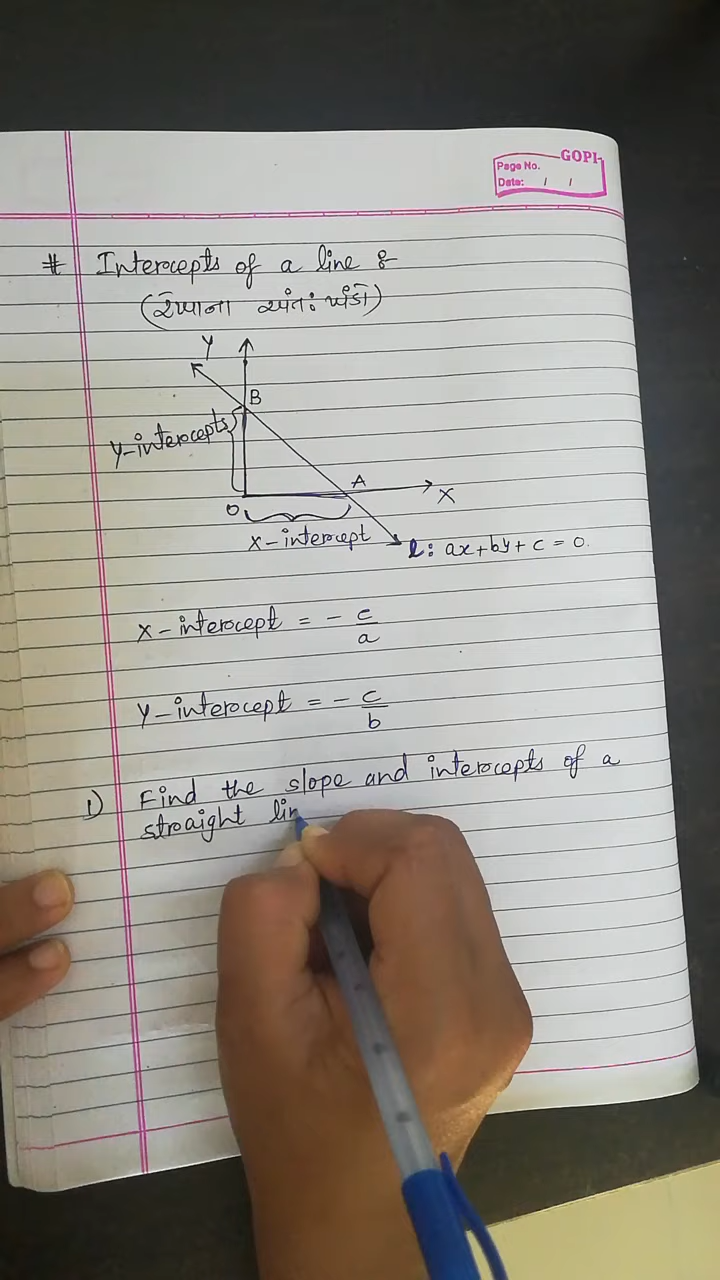 GOPI
Page No.
Date: / /
# Intercepts of a line :-
(રેખાના અંત: ખંડો)
Y
B
Y-intercepts
A
O
X
X-intercept
l: ax+by+c=0.
X-intercept = - c/a
Y-intercept = - c/b
1) Find the slope and intercepts of a
straight lin